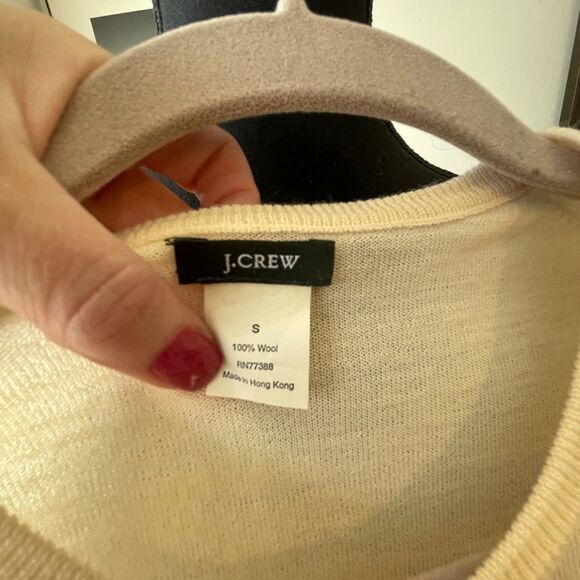 J.CREW
S
100% Wool
RN77388
Made in Hong Kong